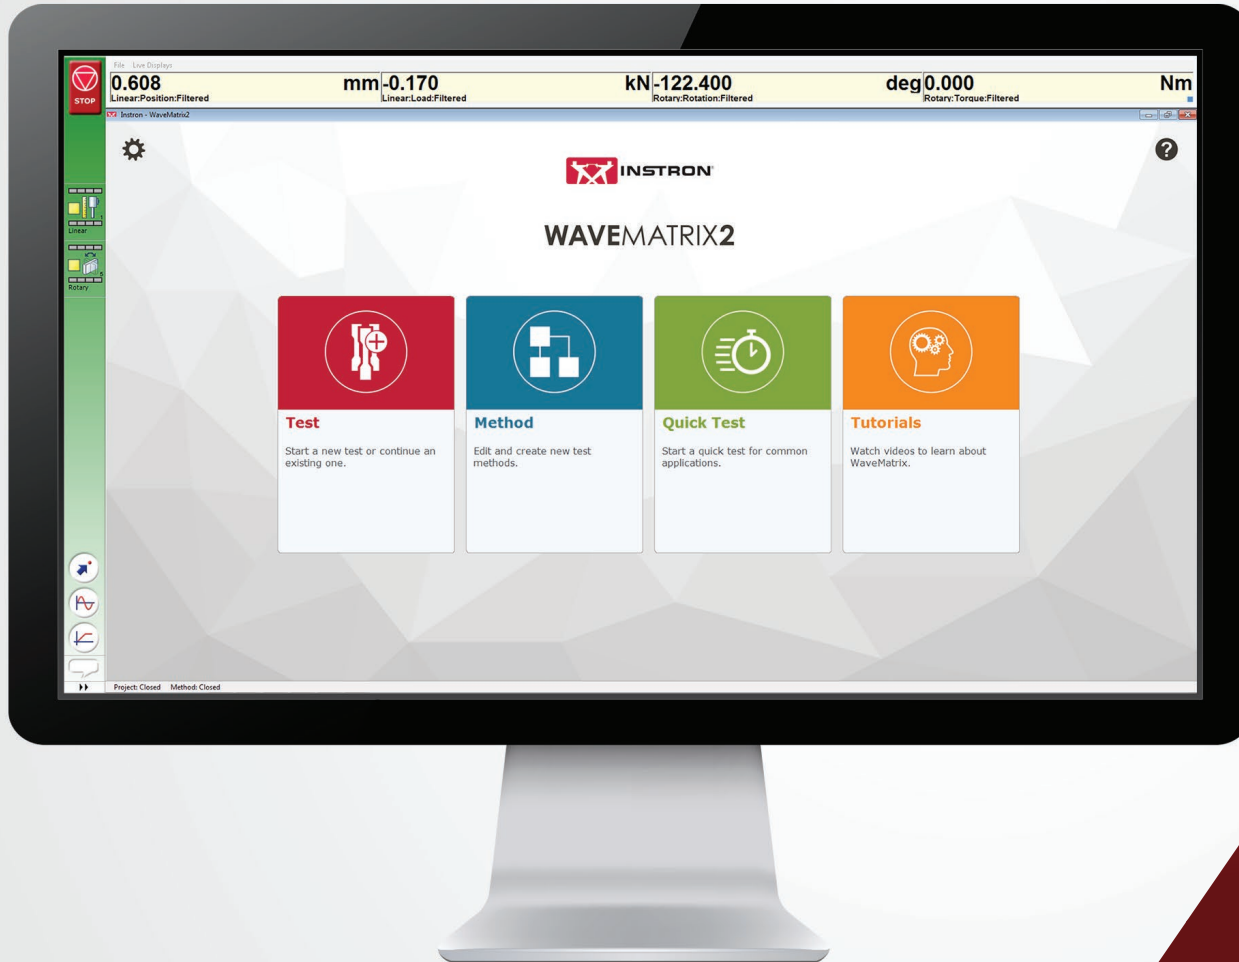 File Live Displays
STOP
0.608 mm
Linear:Position:Filtered
-0.170 kN
Linear:Load:Filtered
-122.400 deg
Rotary:Rotation:Filtered
0.000 Nm
Rotary:Torque:Filtered
Instron - WaveMatrix2
?
1
Linear
5
Rotary
INSTRON®
WAVEMATRIX2
Test
Start a new test or continue an
existing one.
Method
Edit and create new test
methods.
Quick Test
Start a quick test for common
applications.
Tutorials
Watch videos to learn about
WaveMatrix.
Project: Closed Method: Closed